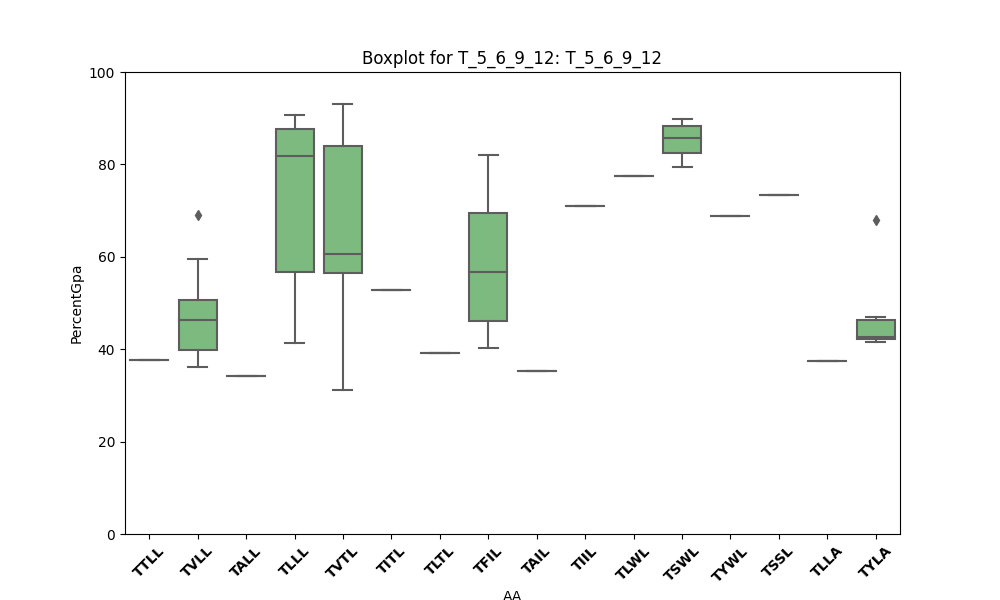 Boxplot for T_5_6_9_12: T_5_6_9_12
PercentGpa
100
80
60
40
20
0
TTLL TVLL TALL TLLL TVTL TITL TLTL TFIL TAIL TIIL TLWL TSWL TYWL TSSL TLLA TYLA
AA